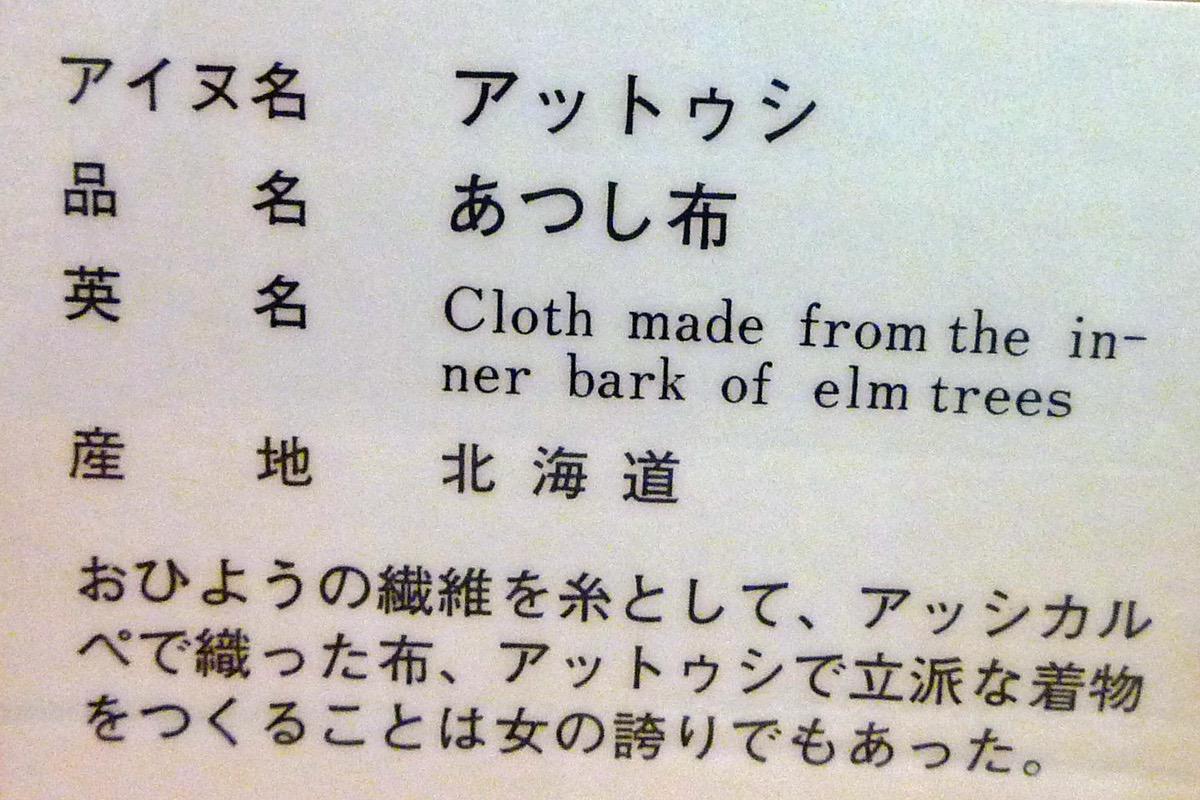 アイヌ名 アットゥシ
品名 あつし布
英名 Cloth made from the in-
ner bark of elm trees
産地 北海道
おひようの繊維を糸として、アッシカル
ペで織った布、アットゥシで立派な着物
をつくることは女の誇りでもあった。